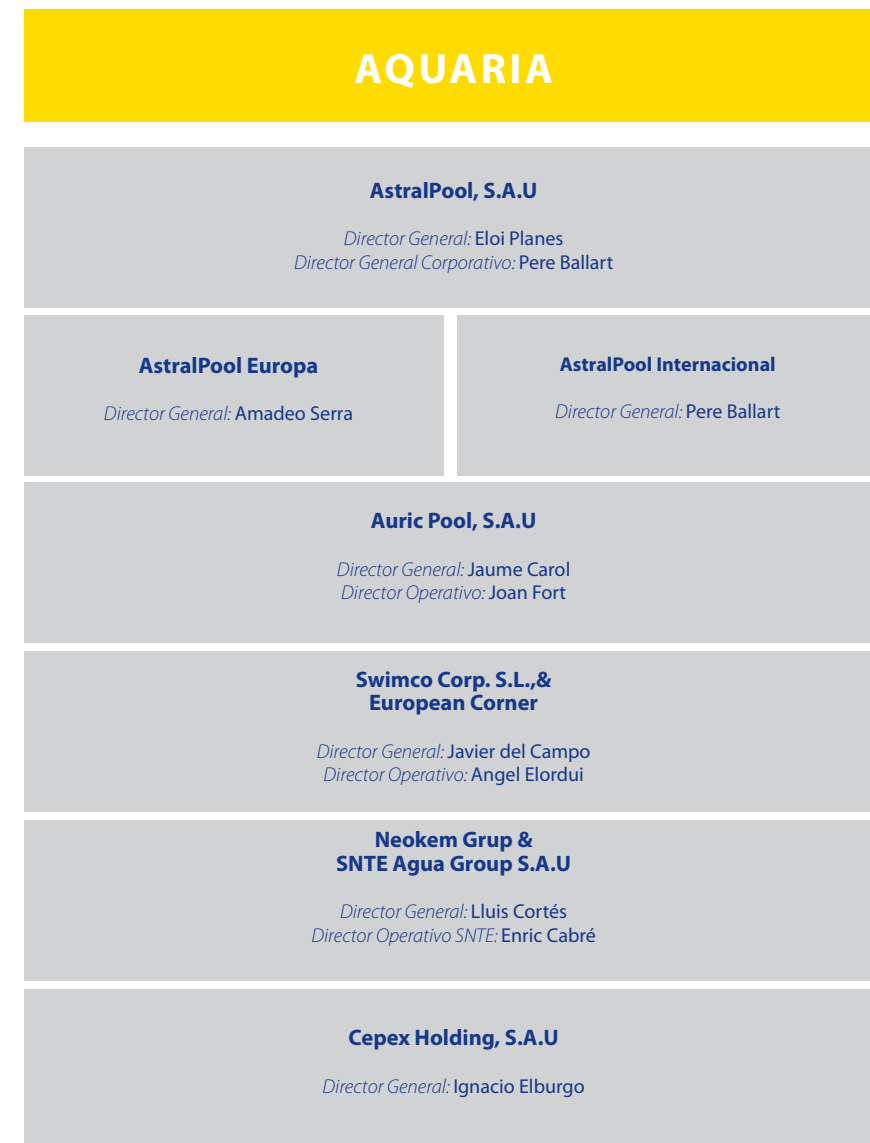 AQUARIA
AstralPool, S.A.U
Director General: Eloi Planes
Director General Corporativo: Pere Ballart
AstralPool Europa
Director General: Amadeo Serra
AstralPool Internacional
Director General: Pere Ballart
Auric Pool, S.A.U
Director General: Jaume Carol
Director Operativo: Joan Fort
Swimco Corp. S.L.,&
European Corner
Director General: Javier del Campo
Director Operativo: Angel Elordui
Neokem Grup &
SNTE Agua Group S.A.U
Director General: Lluis Cortés
Director Operativo SNTE: Enric Cabré
Cepex Holding, S.A.U
Director General: Ignacio Elburgo